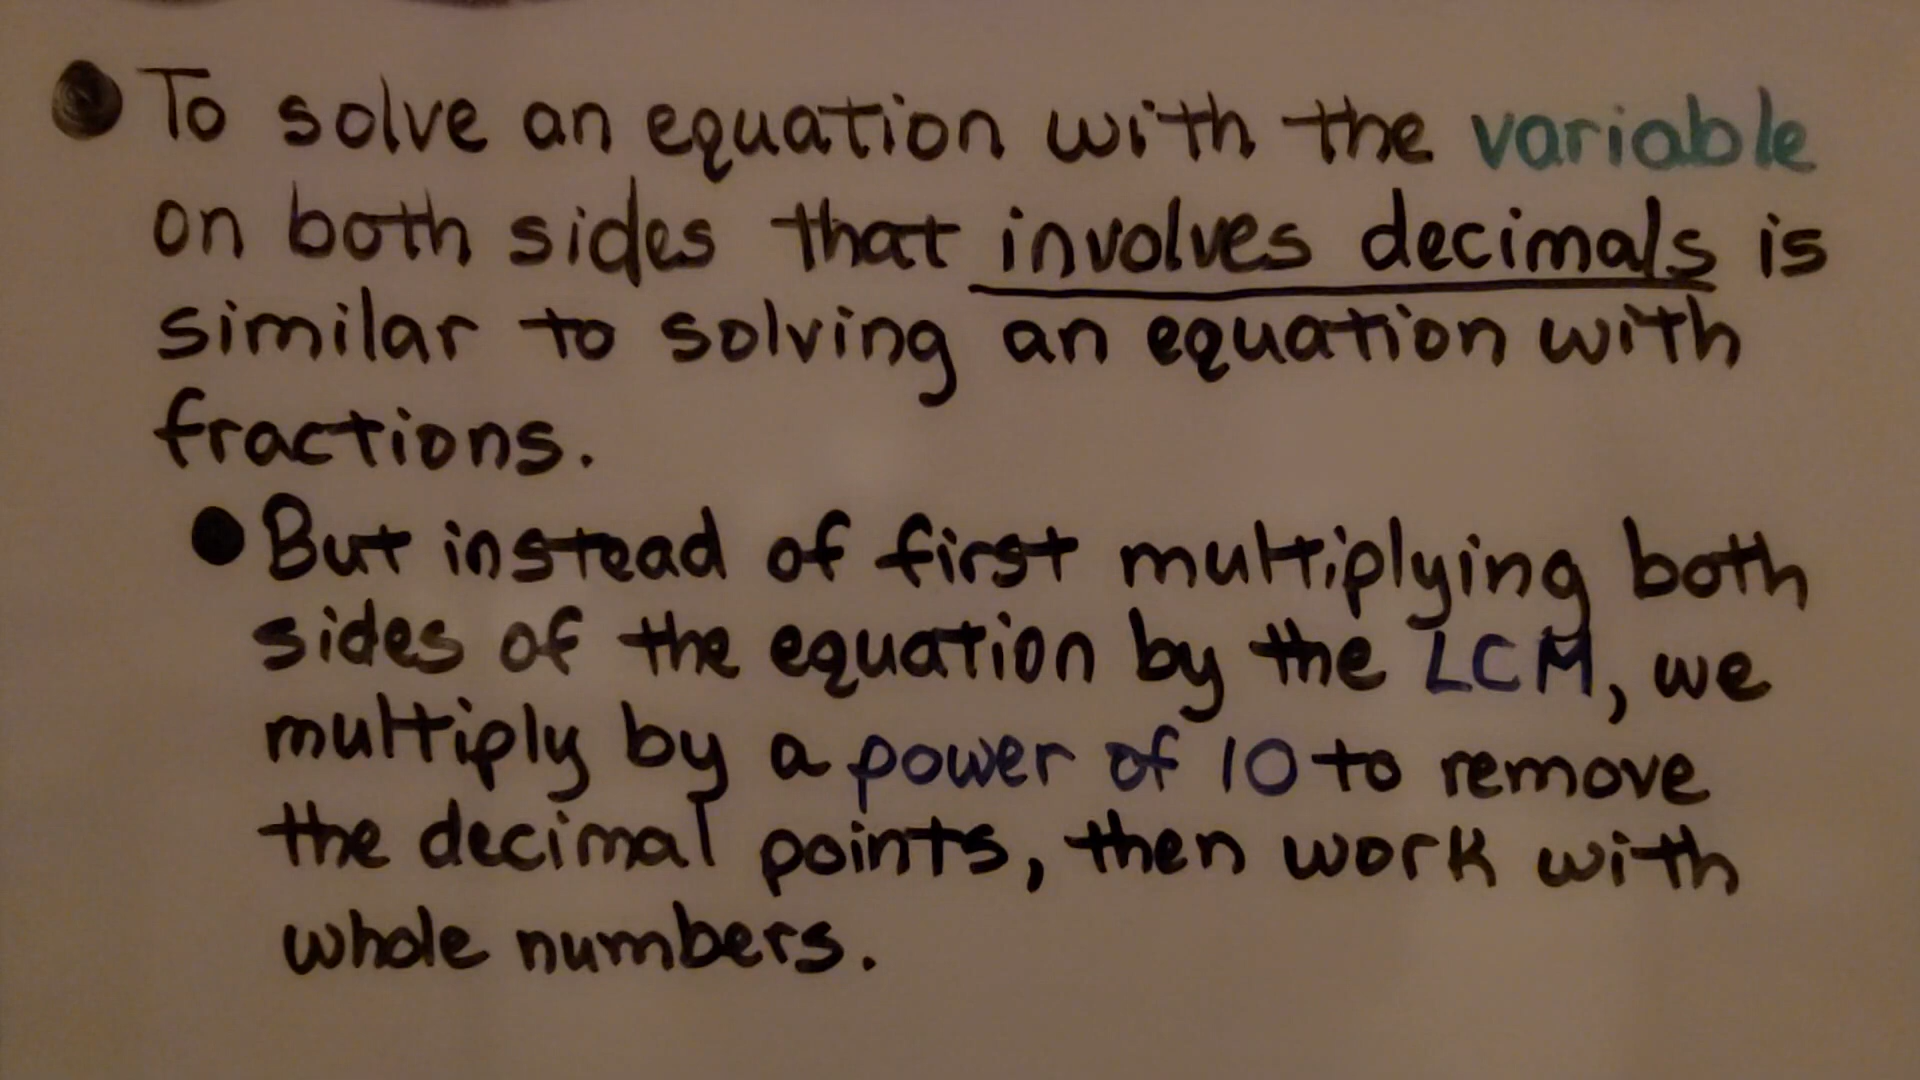 ● To solve an equation with the variable
on both sides that involves decimals is
similar to solving an equation with
fractions.
● But instead of first multiplying both
sides of the equation by the LCM, we
multiply by a power of 10 to remove
the decimal points, then work with
whole numbers.